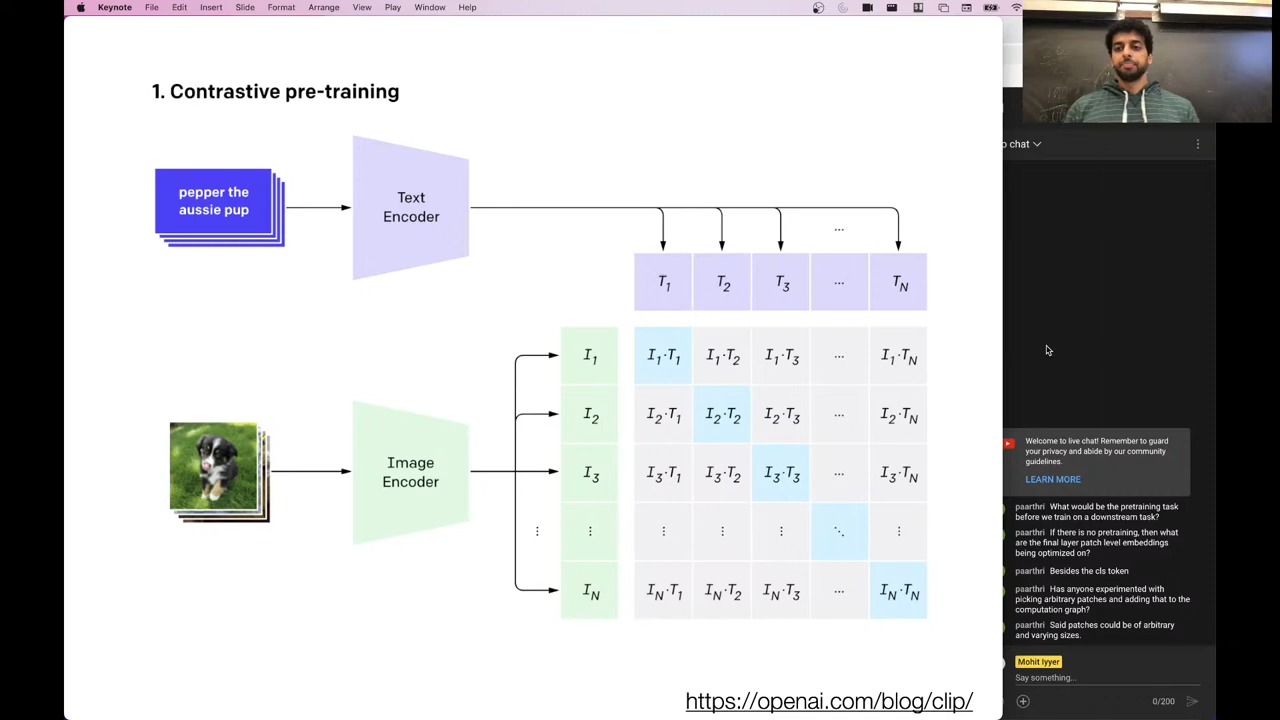 Keynote File Edit Insert Slide Format Arrange View Play Window Help
1. Contrastive pre-training
pepper the
aussie pup
Text
Encoder
...
T1 T2 T3 ... TN
I1 I1·T1 I1·T2 I1·T3 ... I1·TN
I2 I2·T1 I2·T2 I2·T3 ... I2·TN
Image
Encoder
I3 I3·T1 I3·T2 I3·T3 ... I3·TN
⋮ ⋮ ⋮ ⋮ ⋮ ⋱ ⋮
IN IN·T1 IN·T2 IN·T3 ... IN·TN
https://openai.com/blog/clip/
chat
Welcome to live chat! Remember to guard
your privacy and abide by our community
guidelines.
LEARN MORE
paarthri What would be the pretraining task
before we train on a downstream task?
paarthri If there is no pretraining, then what
are the final layer patch level embeddings
being optimized on?
paarthri Besides the cls token
paarthri Has anyone experimented with
picking arbitrary patches and adding that to the
computation graph?
paarthri Said patches could be of arbitrary
and varying sizes.
Mohit Iyyer
Say something...
0/200